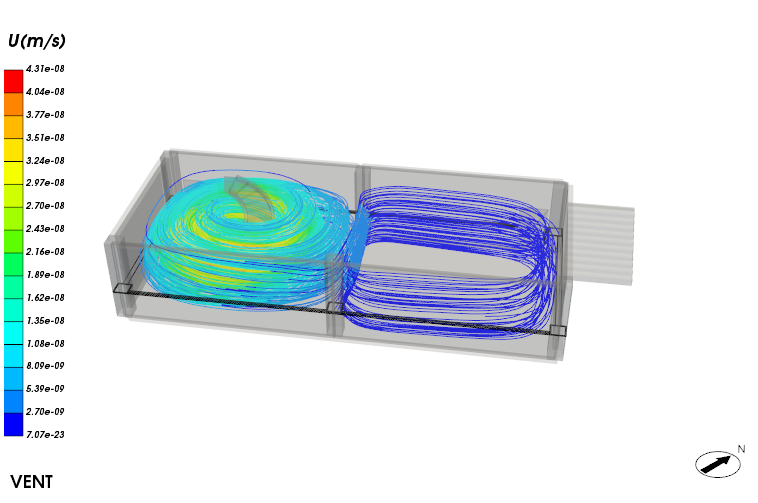 U(m/s)
4.31e-08
4.04e-08
3.77e-08
3.51e-08
3.24e-08
2.97e-08
2.70e-08
2.43e-08
2.16e-08
1.89e-08
1.62e-08
1.35e-08
1.08e-08
8.09e-09
5.39e-09
2.70e-09
7.07e-23
N
VENT